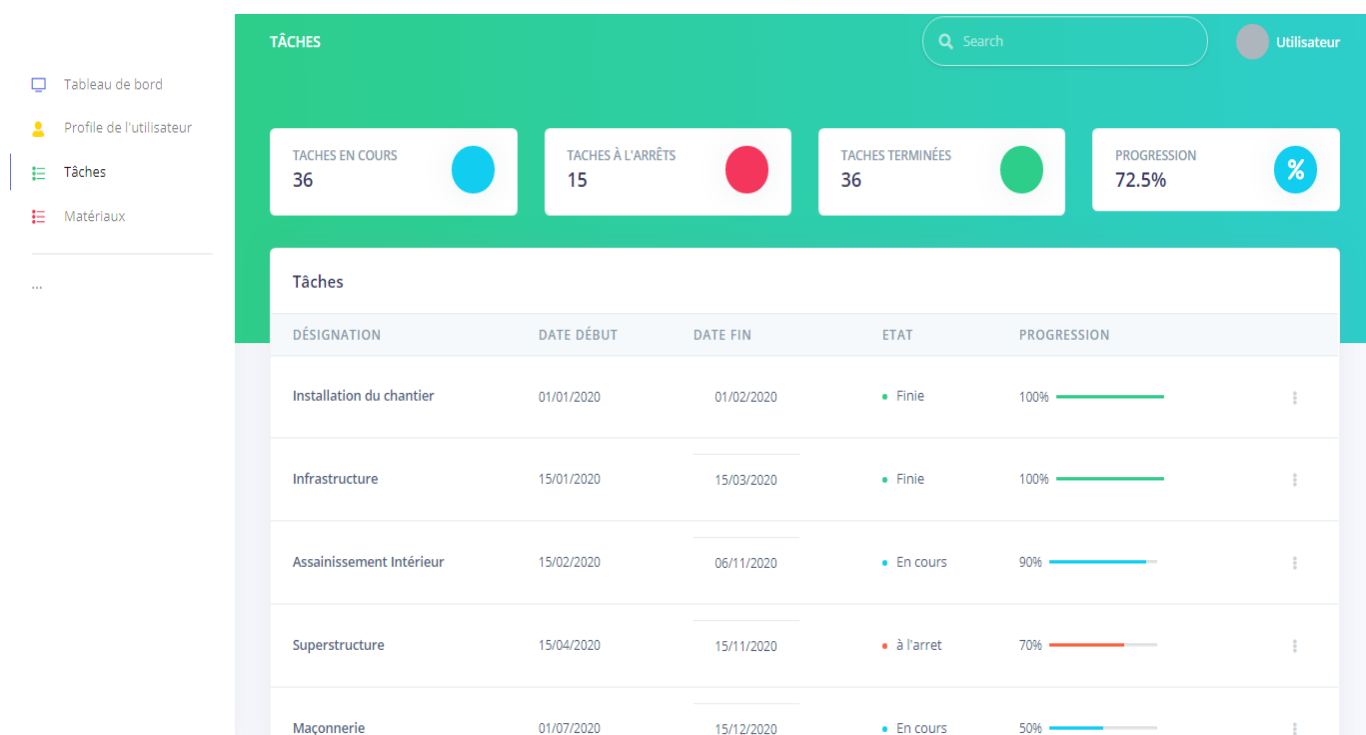 TÂCHES
Search
Utilisateur
Tableau de bord
Profile de l'utilisateur
Tâches
Matériaux
...
TACHES EN COURS
36
TACHES À L'ARRÊTS
15
TACHES TERMINÉES
36
PROGRESSION
72.5%
%
Tâches
DÉSIGNATION DATE DÉBUT DATE FIN ETAT PROGRESSION
Installation du chantier 01/01/2020 01/02/2020 Finie 100%
Infrastructure 15/01/2020 15/03/2020 Finie 100%
Assainissement Intérieur 15/02/2020 06/11/2020 En cours 90%
Superstructure 15/04/2020 15/11/2020 à l'arret 70%
Maçonnerie 01/07/2020 15/12/2020 En cours 50%